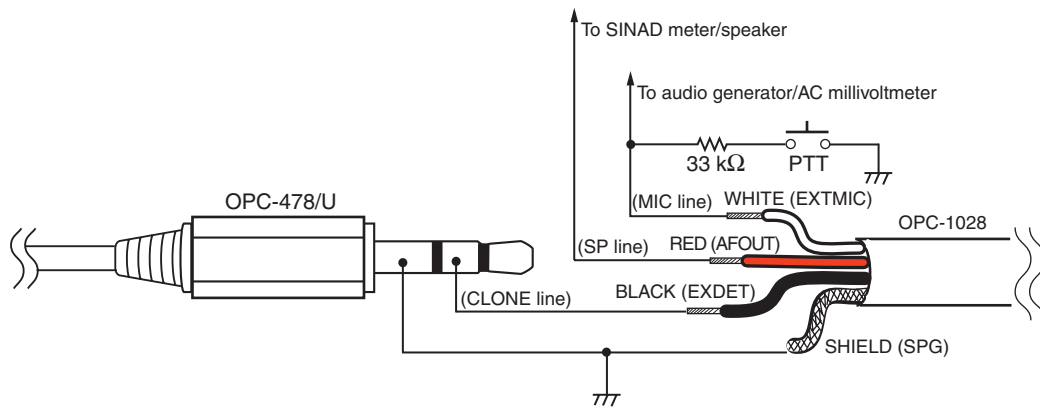 To SINAD meter/speaker
To audio generator/AC millivoltmeter
33 kΩ
PTT
OPC-478/U
(MIC line)
WHITE (EXTMIC)
OPC-1028
(SP line)
RED (AFOUT)
(CLONE line)
BLACK (EXDET)
SHIELD (SPG)